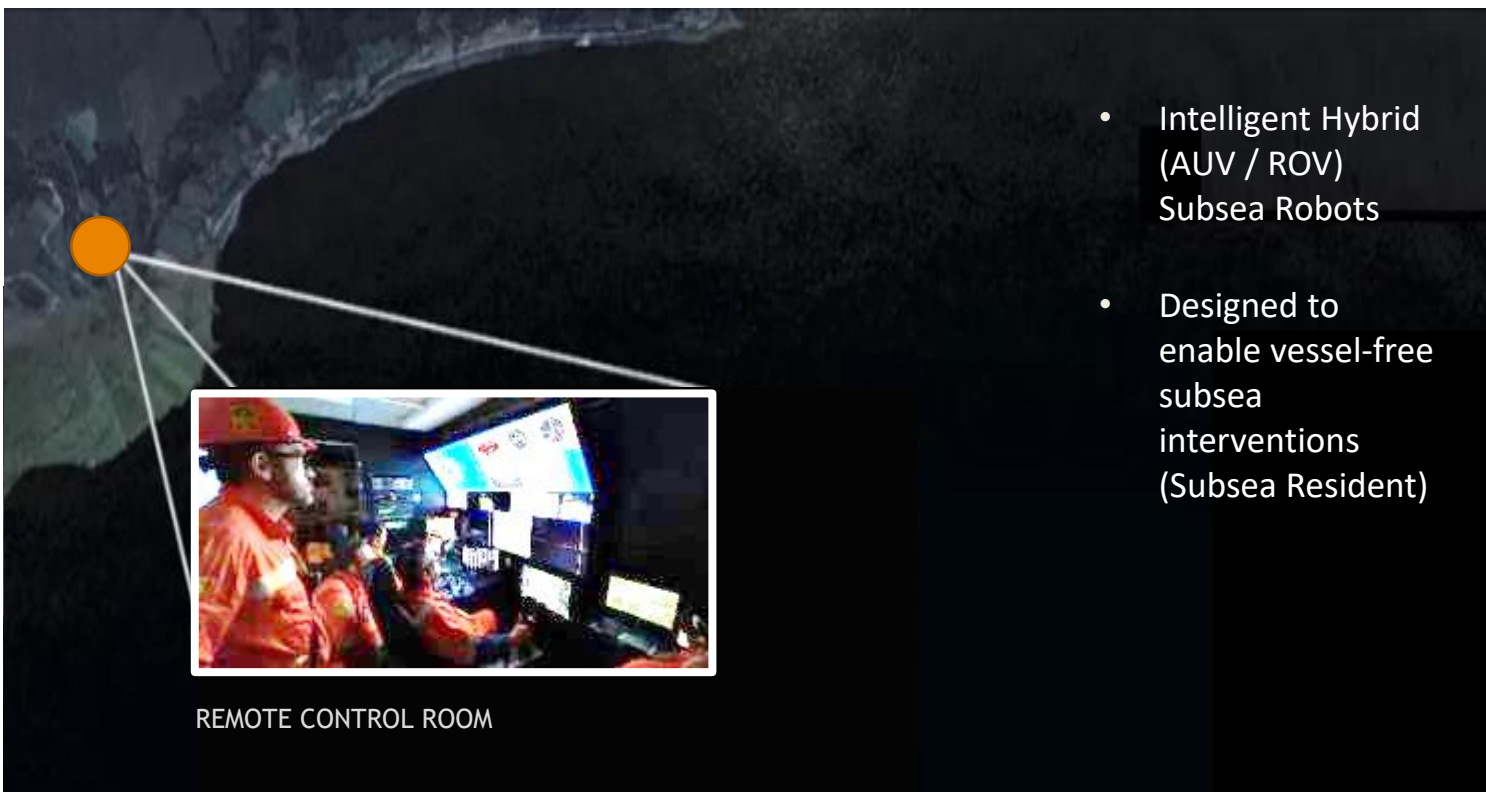 • Intelligent Hybrid
(AUV / ROV)
Subsea Robots
• Designed to
enable vessel-free
subsea
interventions
(Subsea Resident)
REMOTE CONTROL ROOM